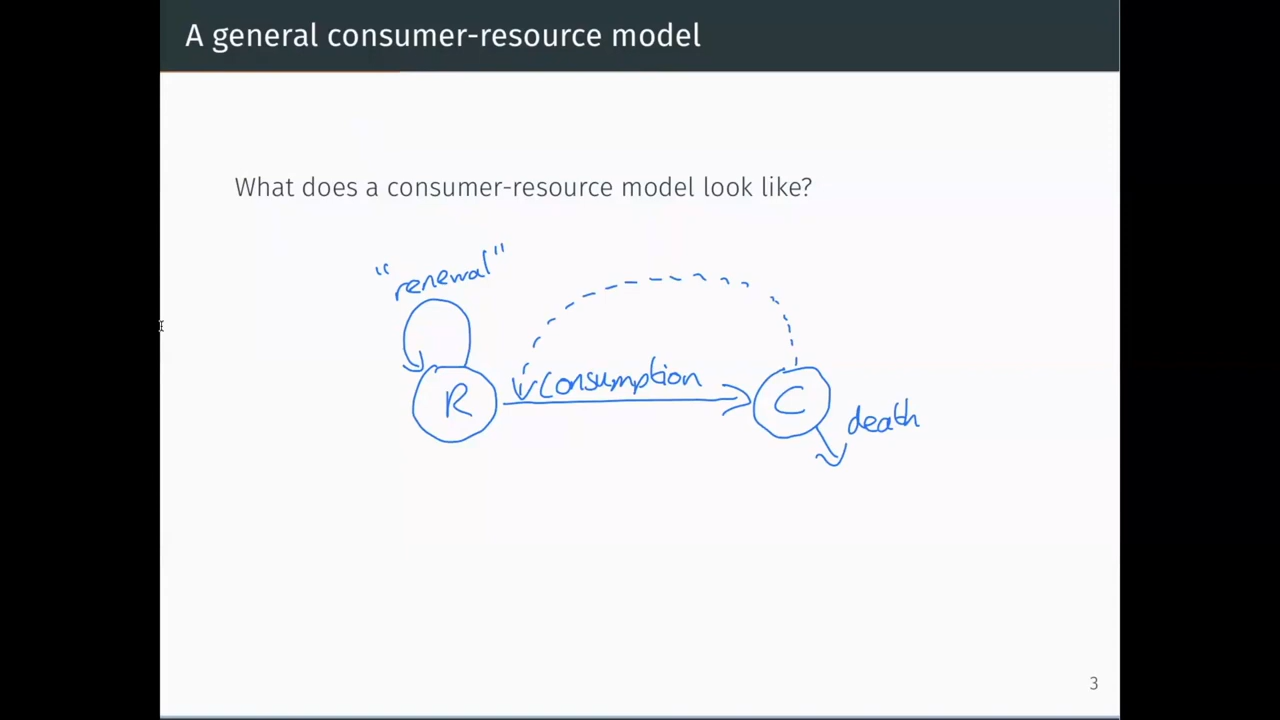 A general consumer-resource model
What does a consumer-resource model look like?
"renewal"
consumption
R
C
death
3